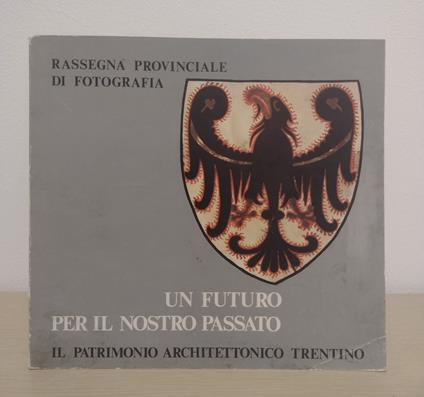 RASSEGNA PROVINCIALE
DI FOTOGRAFIA
UN FUTURO
PER IL NOSTRO PASSATO
IL PATRIMONIO ARCHITETTONICO TRENTINO